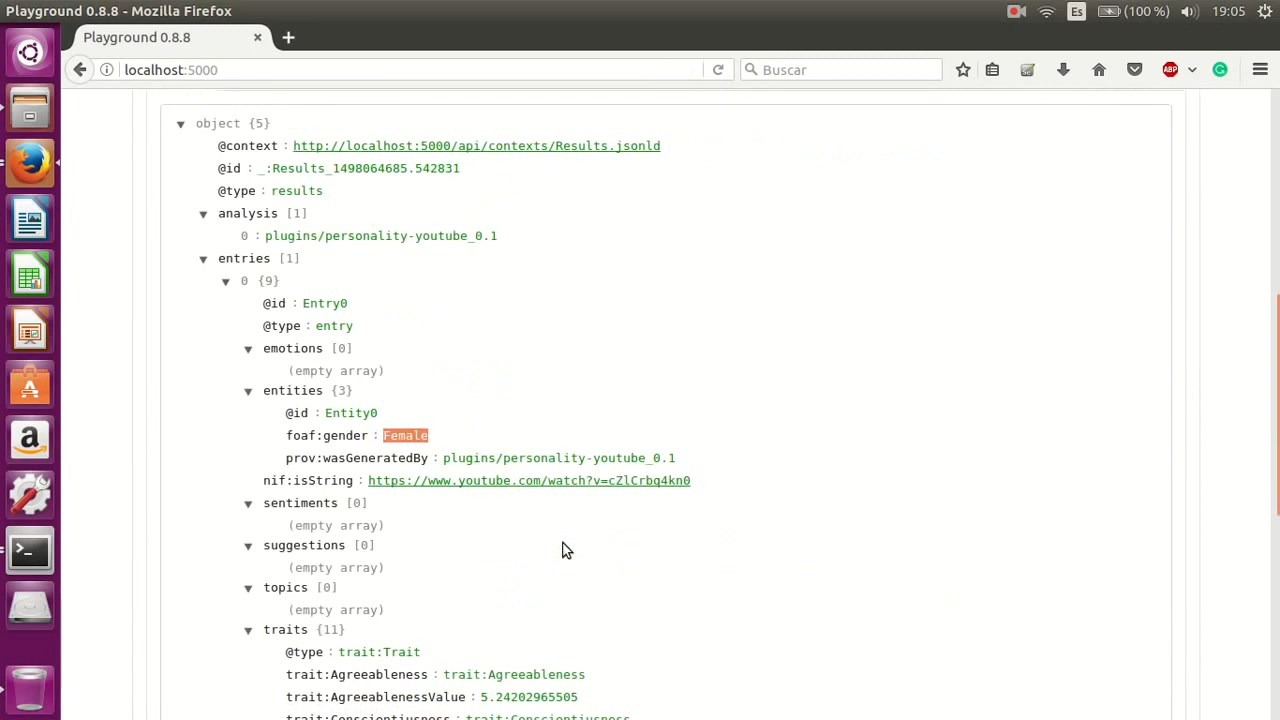 Playground 0.8.8 - Mozilla Firefox
Es (100 %) 19:05
Playground 0.8.8
localhost:5000
Buscar
ABP
object {5}
@context : http://localhost:5000/api/contexts/Results.jsonld
@id : _:Results_1498064685.542831
@type : results
analysis [1]
0 : plugins/personality-youtube_0.1
entries [1]
0 {9}
@id : Entry0
@type : entry
emotions [0]
(empty array)
entities {3}
@id : Entity0
foaf:gender : Female
prov:wasGeneratedBy : plugins/personality-youtube_0.1
nif:isString : https://www.youtube.com/watch?v=cZlCrbq4kn0
sentiments [0]
(empty array)
suggestions [0]
(empty array)
topics [0]
(empty array)
traits {11}
@type : trait:Trait
trait:Agreeableness : trait:Agreeableness
trait:AgreeablenessValue : 5.24202965505
trait:Conscientiusness : trait:Conscientiusness